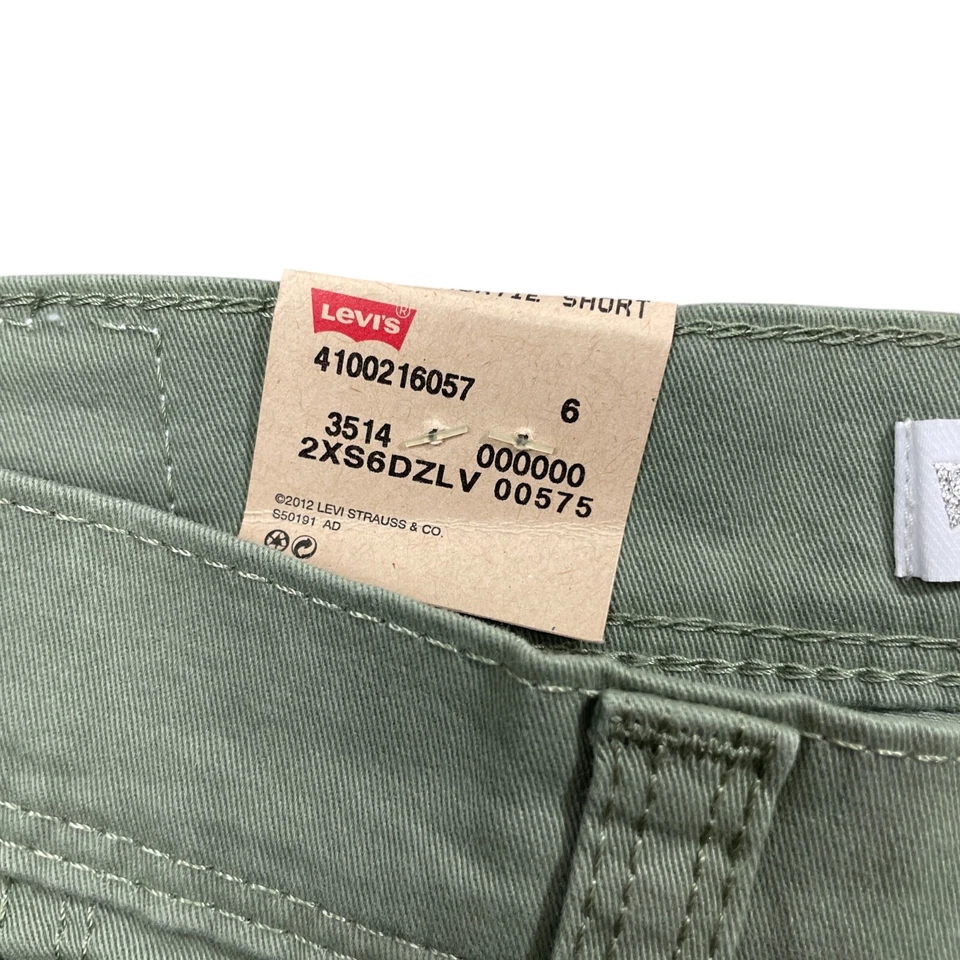 SHORT
Levi's®
4100216057
6
3514
000000
2XS6DZLV 00575
©2012 LEVI STRAUSS & CO.
S50191 AD